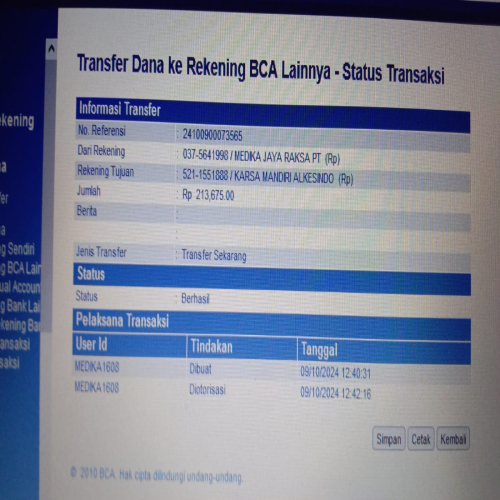 Transfer Dana ke Rekening BCA Lainnya - Status Transaksi
Informasi Transfer
No. Referensi : 24100900073565
Dari Rekening : 037-5641998 / MEDIKA JAYA RAKSA PT (Rp)
Rekening Tujuan : 521-1551888 / KARSA MANDIRI ALKESINDO (Rp)
Jumlah : Rp 213,675.00
Berita :
:
Jenis Transfer : Transfer Sekarang
Status
Status : Berhasil
Pelaksana Transaksi
User Id Tindakan Tanggal
MEDIKA1608 Dibuat 09/10/2024 12:40:31
MEDIKA1608 Diotorisasi 09/10/2024 12:42:16
Simpan Cetak Kembali
© 2010 BCA. Hak cipta dilindungi undang-undang
ekening
a
er
a
g Sendiri
g BCA Lain
ual Accoun
g Bank Lai
kening Ba
ansaksi
saksi